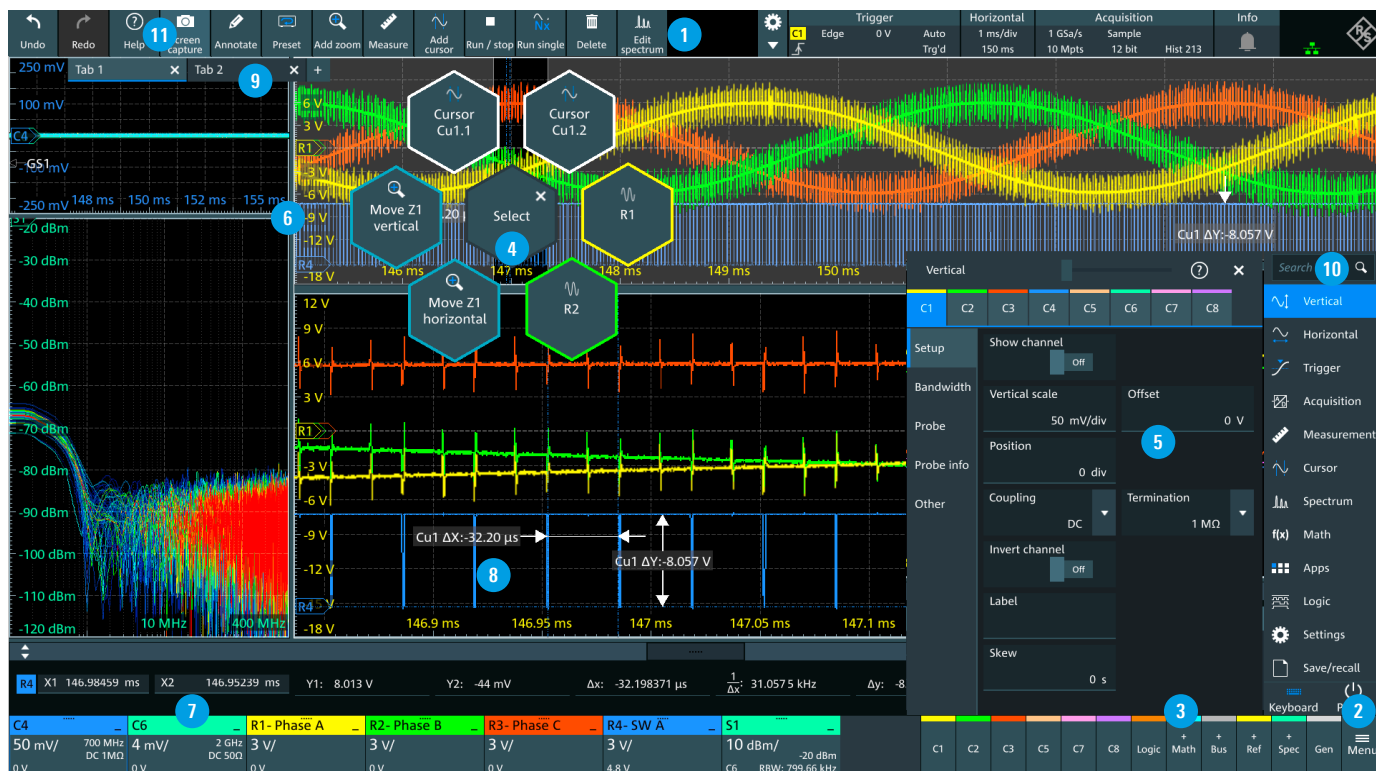 Undo Redo Help Screen capture Annotate Preset Add zoom Measure Add cursor Run / stop Run single Delete Edit spectrum
11
1
Trigger
C1 Edge 0 V Auto
Trg'd
Horizontal
1 ms/div
150 ms
Acquisition
1 GSa/s Sample
10 Mpts 12 bit Hist 213
Info
R&S
Tab 1
Tab 2
9
250 mV
100 mV
C4
GS1
-100 mV
-250 mV
148 ms 150 ms 152 ms 155 ms
6 V
3 V
R1
-3 V
-6 V
-9 V
-12 V
R4
-18 V
6
146 ms 147 ms 148 ms 149 ms 150 ms
Cursor
Cu1.1
Cursor
Cu1.2
Move Z1
vertical
Select
4
R1
Move Z1
horizontal
R2
Cu1 ΔY:-8.057 V
S1
-20 dBm
-30 dBm
-40 dBm
-50 dBm
-60 dBm
-70 dBm
-80 dBm
-90 dBm
-100 dBm
-110 dBm
-120 dBm
10 MHz 400 MHz
12 V
9 V
6 V
3 V
R1
-3 V
-6 V
-9 V
-12 V
R4
-18 V
Cu1 ΔX:-32.20 µs
Cu1 ΔY:-8.057 V
8
146.9 ms 146.95 ms 147 ms 147.05 ms 147.1 ms
Vertical
C1 C2 C3 C4 C5 C6 C7 C8
Setup
Bandwidth
Probe
Probe info
Other
Show channel
Off
Vertical scale
50 mV/div
Offset
0 V
5
Position
0 div
Coupling
DC
Termination
1 MΩ
Invert channel
Off
Label
Skew
0 s
Search
10
Vertical
Horizontal
Trigger
Acquisition
Measurement
Cursor
Spectrum
f(x) Math
Apps
Logic
Settings
Save/recall
Keyboard
R4 X1 146.98459 ms X2 146.95239 ms Y1: 8.013 V Y2: -44 mV Δx: -32.198371 µs 1/Δx: 31.0575 kHz Δy: -8.
7
C4
50 mV/ 700 MHz
DC 1MΩ
0 V
C6
4 mV/ 2 GHz
DC 50Ω
0 V
R1- Phase A
3 V/
0 V
R2- Phase B
3 V/
0 V
R3- Phase C
3 V/
0 V
R4- SW A
3 V/
4.8 V
S1
10 dBm/
-20 dBm
C6 RBW: 799.66 kHz
3
2
C1 C2 C3 C5 C7 C8 Logic + Math + Bus + Ref + Spec Gen Menu